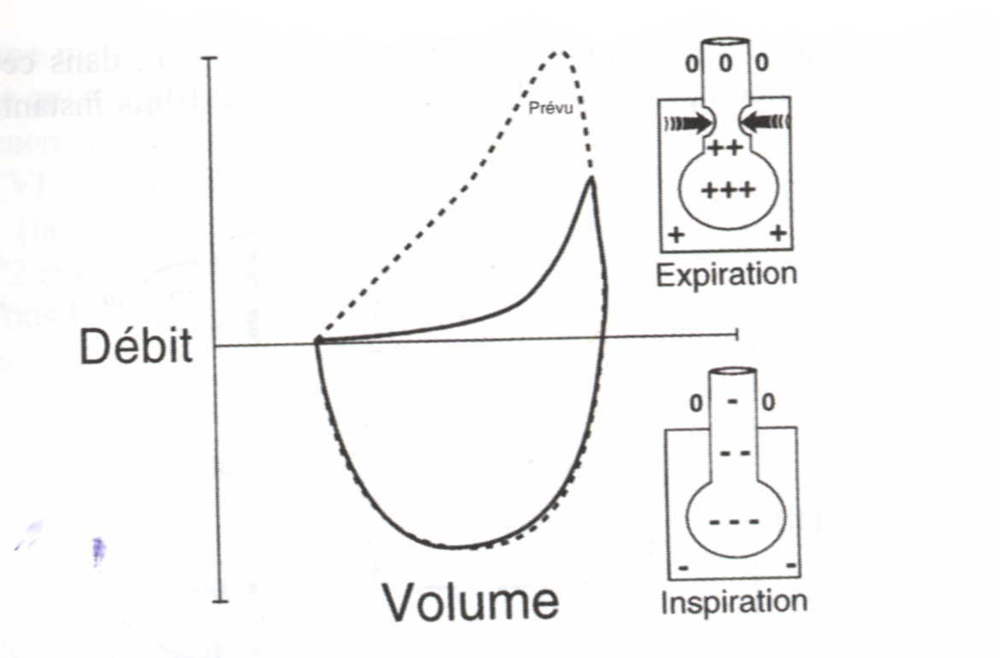 Prévu
0 0 0
++
+++
+ +
Expiration
Débit
0 - 0
- -
- - -
- -
Inspiration
Volume